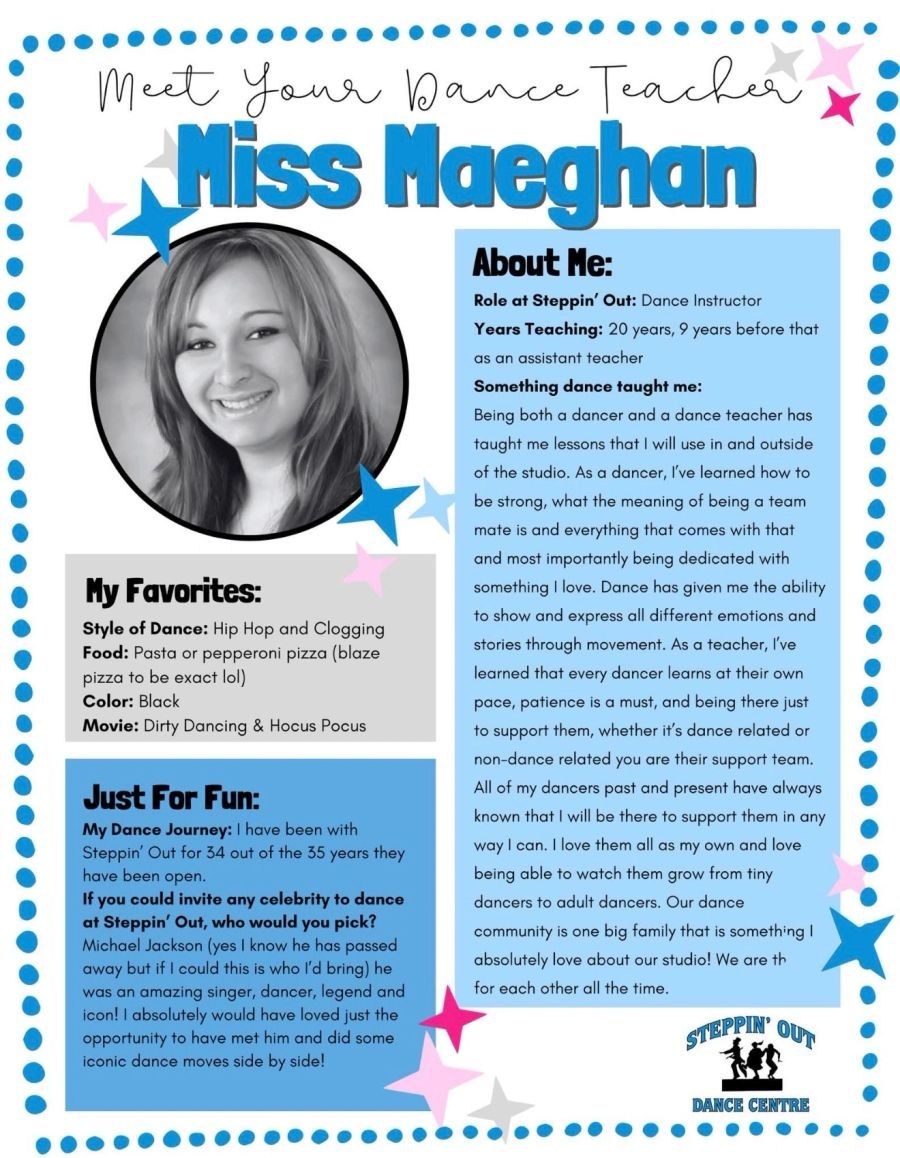 Meet Your Dance Teacher
Miss Maeghan
My Favorites:
Style of Dance: Hip Hop and Clogging
Food: Pasta or pepperoni pizza (blaze
pizza to be exact lol)
Color: Black
Movie: Dirty Dancing & Hocus Pocus
Just For Fun:
My Dance Journey: I have been with
Steppin' Out for 34 out of the 35 years they
have been open.
If you could invite any celebrity to dance
at Steppin' Out, who would you pick?
Michael Jackson (yes I know he has passed
away but if I could this is who I'd bring) he
was an amazing singer, dancer, legend and
icon! I absolutely would have loved just the
opportunity to have met him and did some
iconic dance moves side by side!
About Me:
Role at Steppin' Out: Dance Instructor
Years Teaching: 20 years, 9 years before that
as an assistant teacher
Something dance taught me:
Being both a dancer and a dance teacher has
taught me lessons that I will use in and outside
of the studio. As a dancer, I've learned how to
be strong, what the meaning of being a team
mate is and everything that comes with that
and most importantly being dedicated with
something I love. Dance has given me the ability
to show and express all different emotions and
stories through movement. As a teacher, I've
learned that every dancer learns at their own
pace, patience is a must, and being there just
to support them, whether it's dance related or
non-dance related you are their support team.
All of my dancers past and present have always
known that I will be there to support them in any
way I can. I love them all as my own and love
being able to watch them grow from tiny
dancers to adult dancers. Our dance
community is one big family that is something I
absolutely love about our studio! We are
for each other all the time.
STEPPIN' OUT
DANCE CENTRE